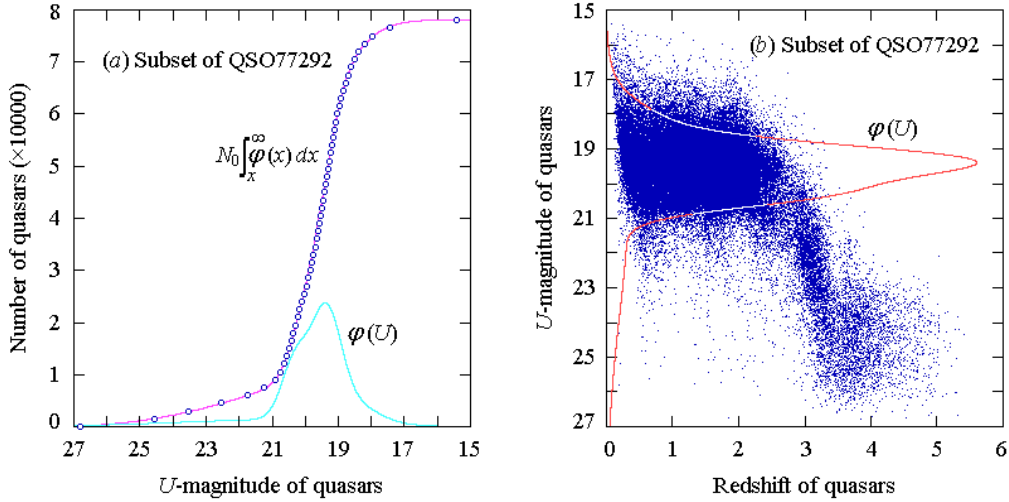 (a) Subset of QSO77292
Number of quasars (×10000)
8
7
6
5
4
3
2
1
0
N₀∫ₓ^∞ φ(x) dx
φ(U)
27 25 23 21 19 17 15
U-magnitude of quasars
(b) Subset of QSO77292
U-magnitude of quasars
15
17
19
21
23
25
27
φ(U)
0 1 2 3 4 5 6
Redshift of quasars